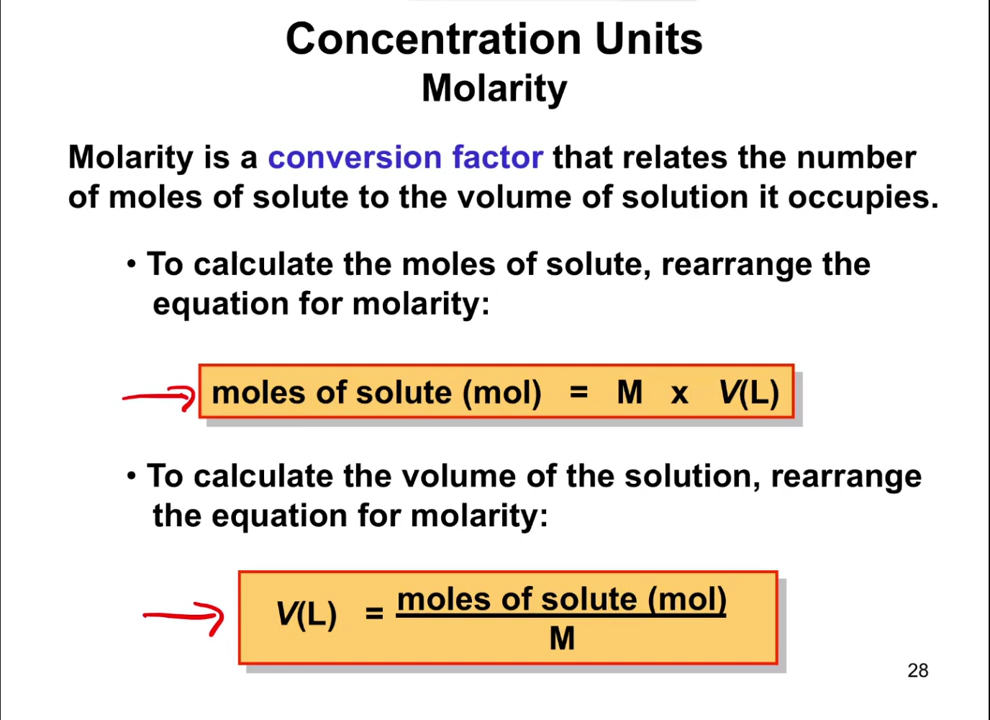 Concentration Units
Molarity
Molarity is a conversion factor that relates the number
of moles of solute to the volume of solution it occupies.
• To calculate the moles of solute, rearrange the
equation for molarity:
moles of solute (mol) = M x V(L)
• To calculate the volume of the solution, rearrange
the equation for molarity:
V(L) = moles of solute (mol)
M
28